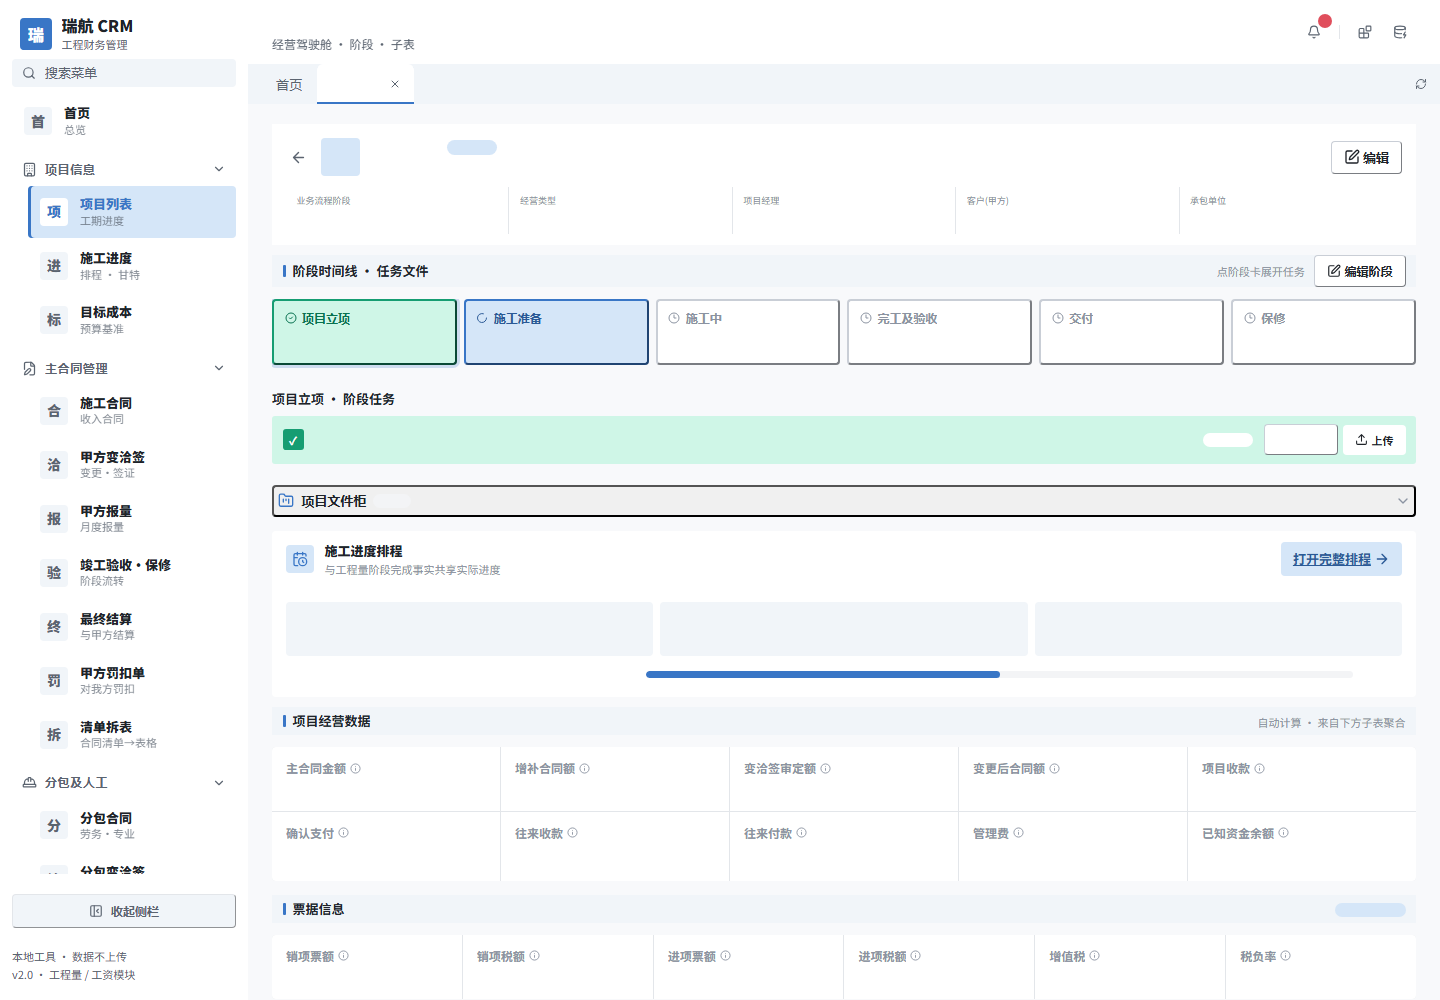 瑞
瑞航 CRM
工程财务管理
搜索菜单
首
首页
总览
项目信息
项
项目列表
工期进度
进
施工进度
排程 · 甘特
标
目标成本
预算基准
主合同管理
合
施工合同
收入合同
洽
甲方变洽签
变更 · 签证
报
甲方报量
月度报量
验
竣工验收 · 保修
阶段流转
终
最终结算
与甲方结算
罚
甲方罚扣单
对我方罚扣
拆
清单拆表
合同清单→表格
分包及人工
分
分包合同
劳务 · 专业
分包变洽签
收起侧栏
本地工具 · 数据不上传
v2.0 · 工程量 / 工资模块
经营驾驶舱 · 阶段 · 子表
首页
编辑
业务流程阶段
经营类型
项目经理
客户(甲方)
承包单位
阶段时间线 · 任务文件
点阶段卡展开任务
编辑阶段
项目立项
施工准备
施工中
完工及验收
交付
保修
项目立项 · 阶段任务
上传
项目文件柜
施工进度排程
与工程量阶段完成事实共享实际进度
打开完整排程
项目经营数据
自动计算 · 来自下方子表聚合
主合同金额
增补合同额
变洽签审定额
变更后合同额
项目收款
确认支付
往来收款
往来付款
管理费
已知资金余额
票据信息
销项票额
销项税额
进项票额
进项税额
增值税
税负率